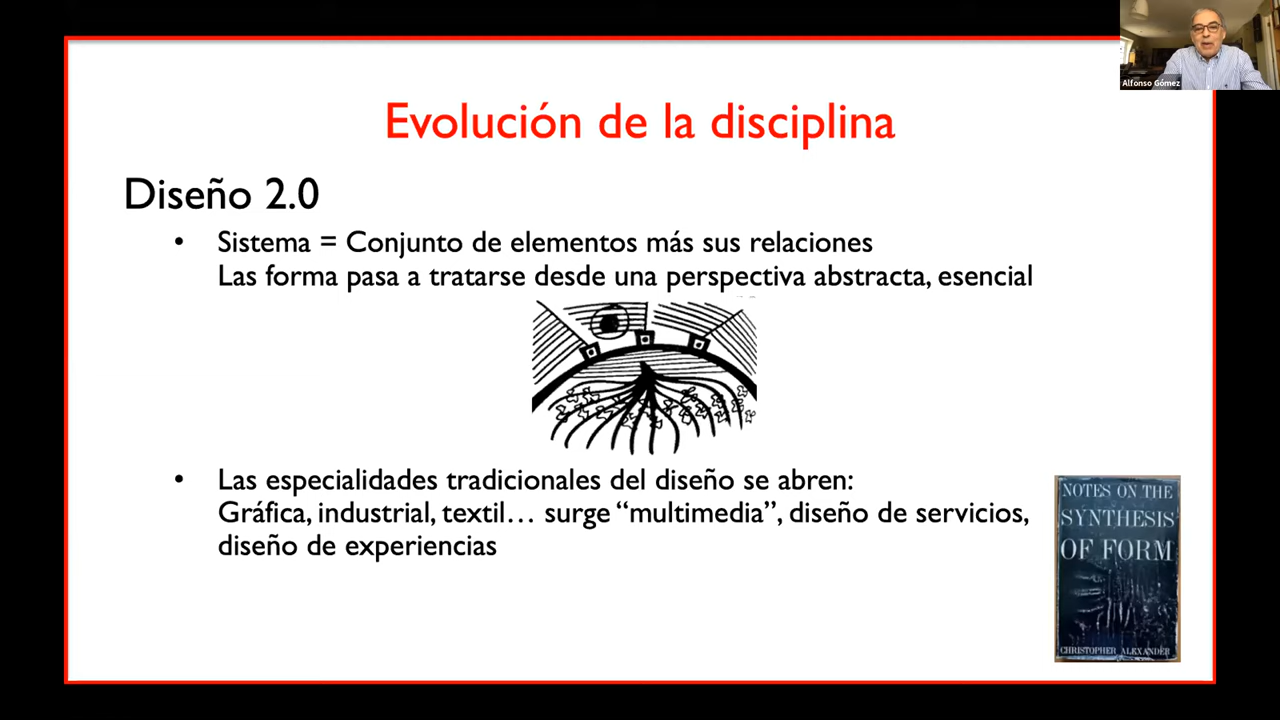 Alfonso Gómez
Evolución de la disciplina
Diseño 2.0
• Sistema = Conjunto de elementos más sus relaciones
Las forma pasa a tratarse desde una perspectiva abstracta, esencial
• Las especialidades tradicionales del diseño se abren:
Gráfica, industrial, textil… surge “multimedia”, diseño de servicios,
diseño de experiencias
NOTES ON THE
SYNTHESIS
OF FORM
CHRISTOPHER ALEXANDER